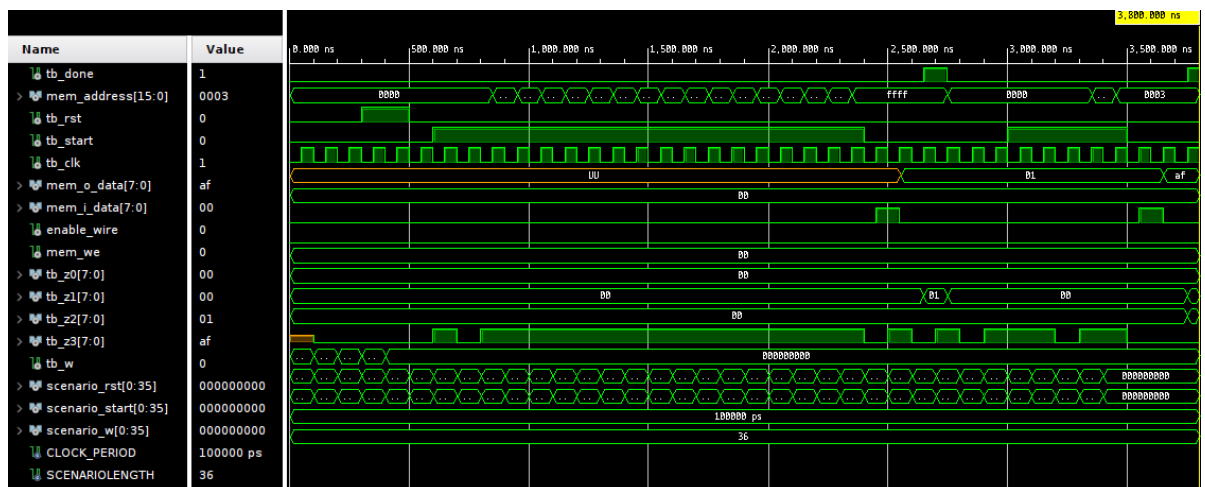 3,800.000 ns
Name Value 0.000 ns 500.000 ns 1,000.000 ns 1,500.000 ns 2,000.000 ns 2,500.000 ns 3,000.000 ns 3,500.000 ns
tb_done 1
mem_address[15:0] 0003 0000 .. .. .. .. .. .. .. .. .. .. .. .. .. .. .. ffff 0000 .. 0003
tb_rst 0
tb_start 0
tb_clk 1
mem_o_data[7:0] af UU 01 af
mem_i_data[7:0] 00 00
enable_wire 0
mem_we 0
tb_z0[7:0] 00 00
tb_z1[7:0] 00 00
tb_z2[7:0] 01 00 01 00
tb_z3[7:0] af 00
tb_w 0
scenario_rst[0:35] 000000000 .. .. .. .. 000000000
scenario_start[0:35] 000000000 .. .. .. .. .. .. .. .. .. .. .. .. .. .. .. .. .. .. .. .. .. .. .. .. .. .. .. .. .. .. .. .. .. .. 000000000
scenario_w[0:35] 000000000 .. .. .. .. .. .. .. .. .. .. .. .. .. .. .. .. .. .. .. .. .. .. .. .. .. .. .. .. .. .. .. .. .. .. 000000000
CLOCK_PERIOD 100000 ps 100000 ps
SCENARIOLENGTH 36 36